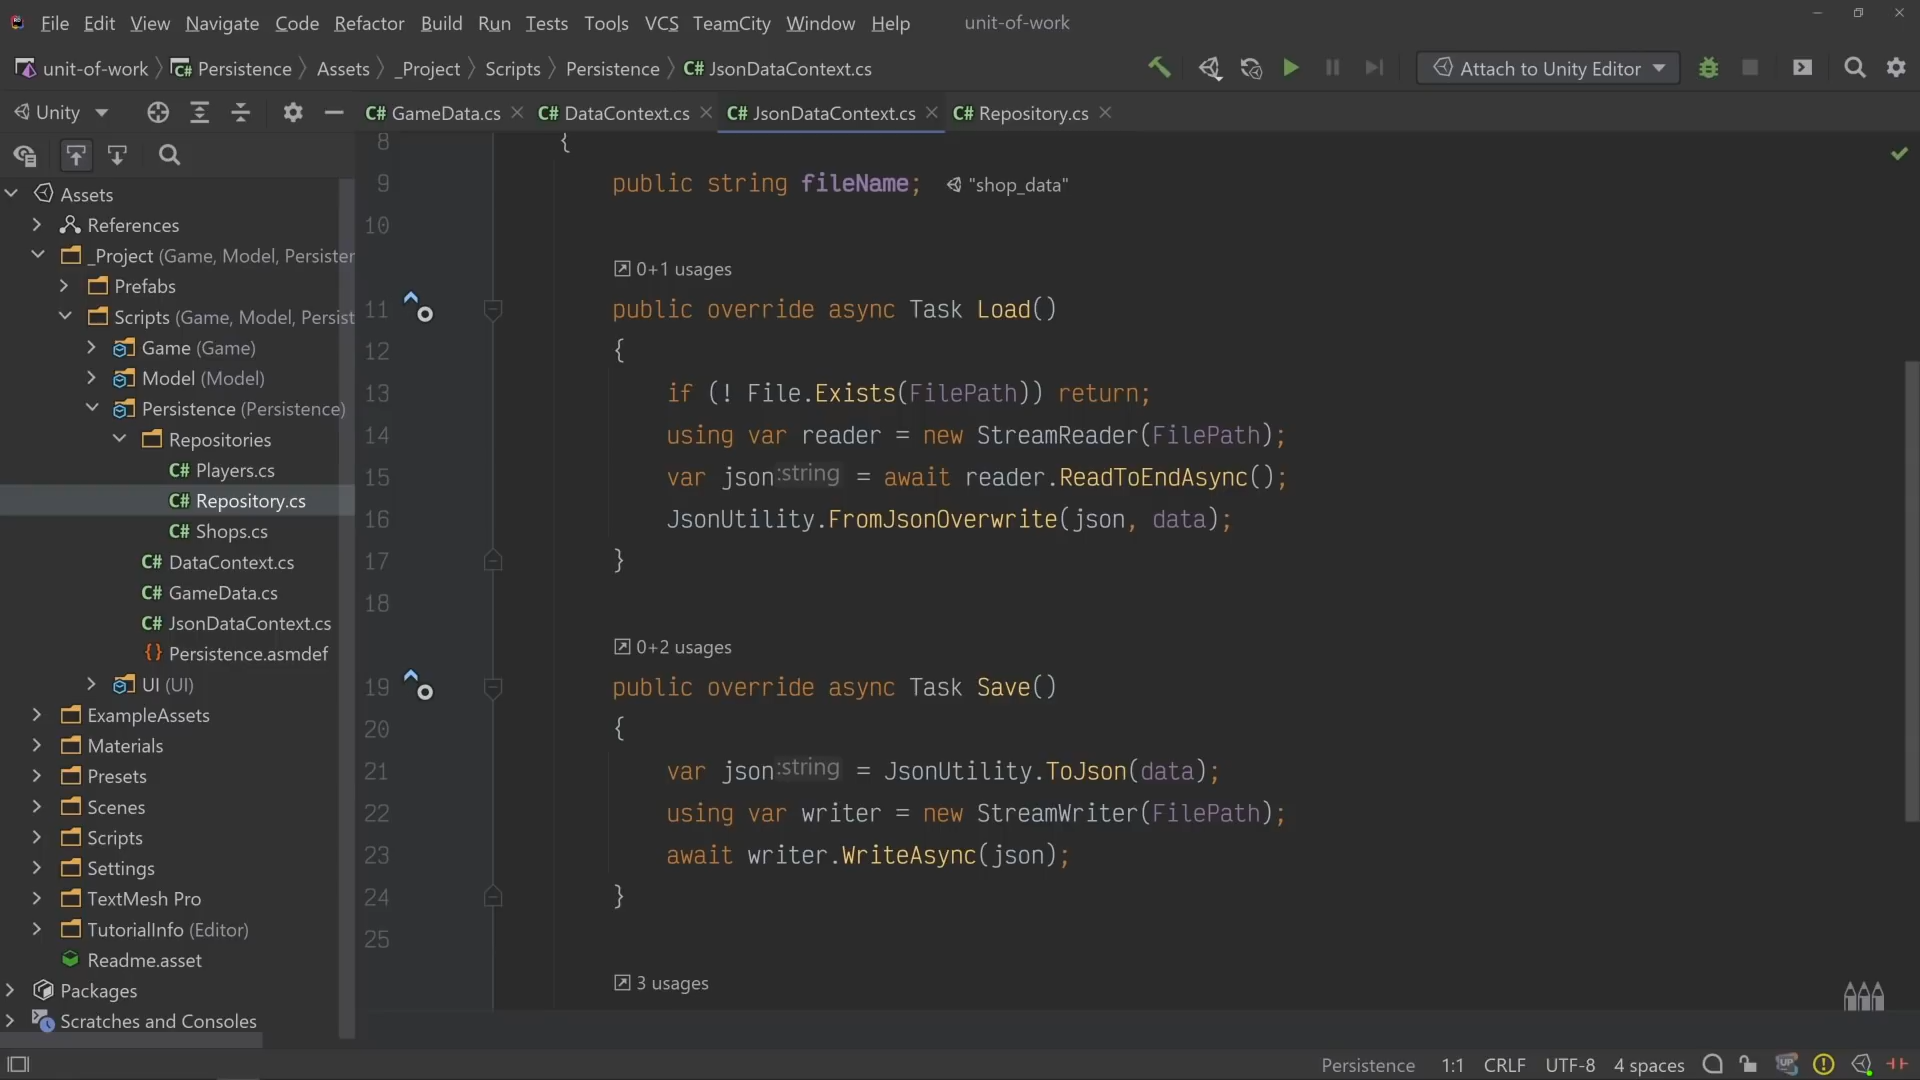 File Edit View Navigate Code Refactor Build Run Tests Tools VCS TeamCity Window Help unit-of-work
unit-of-work Persistence Assets _Project Scripts Persistence C# JsonDataContext.cs Attach to Unity Editor
Unity C# GameData.cs C# DataContext.cs C# JsonDataContext.cs C# Repository.cs
Assets
References
_Project (Game, Model, Persister
Prefabs
Scripts (Game, Model, Persist
Game (Game)
Model (Model)
Persistence (Persistence)
Repositories
C# Players.cs
C# Repository.cs
C# Shops.cs
C# DataContext.cs
C# GameData.cs
C# JsonDataContext.cs
{} Persistence.asmdef
UI (UI)
ExampleAssets
Materials
Presets
Scenes
Scripts
Settings
TextMesh Pro
TutorialInfo (Editor)
Readme.asset
Packages
Scratches and Consoles
8 {
9 public string fileName; "shop_data"
10
0+1 usages
11 public override async Task Load()
12 {
13 if (! File.Exists(FilePath)) return;
14 using var reader = new StreamReader(FilePath);
15 var json:string = await reader.ReadToEndAsync();
16 JsonUtility.FromJsonOverwrite(json, data);
17 }
18
0+2 usages
19 public override async Task Save()
20 {
21 var json:string = JsonUtility.ToJson(data);
22 using var writer = new StreamWriter(FilePath);
23 await writer.WriteAsync(json);
24 }
25
3 usages
Persistence 1:1 CRLF UTF-8 4 spaces